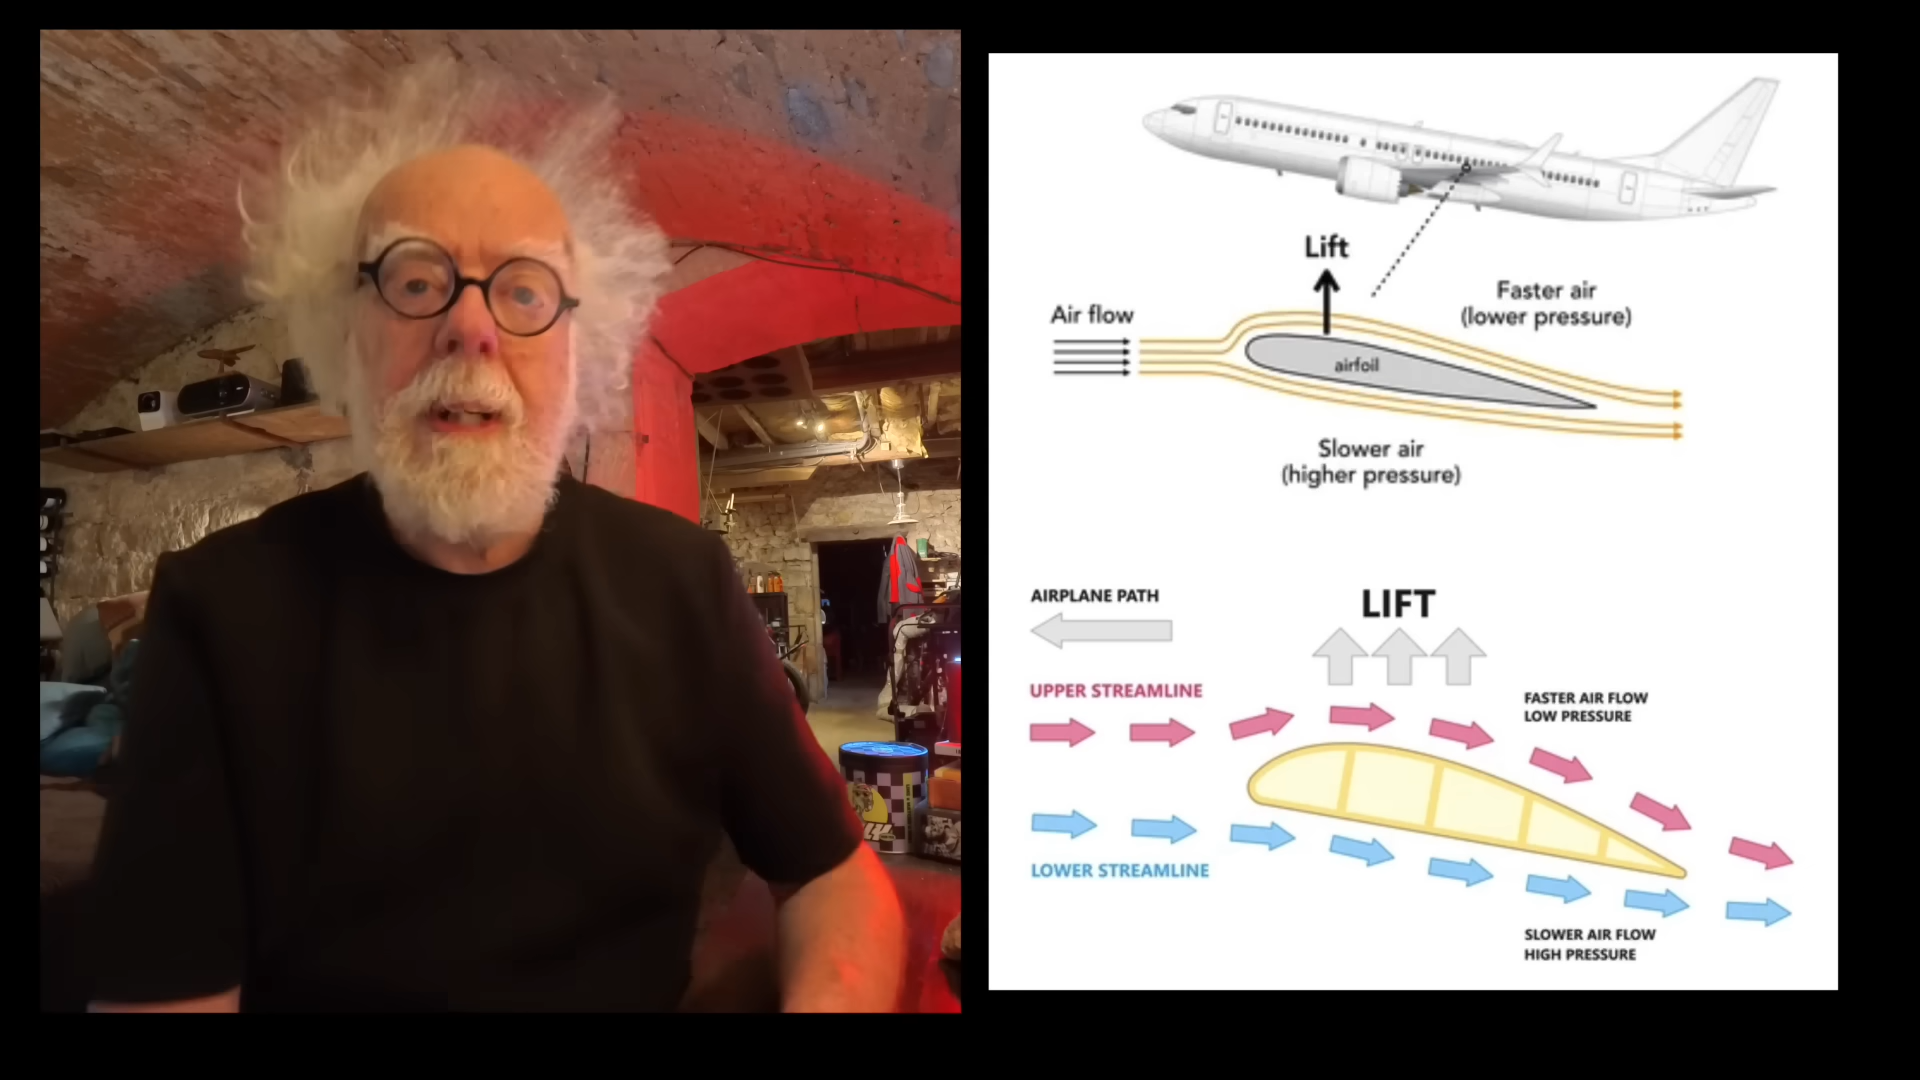 Lift
Faster air
(lower pressure)
Air flow
airfoil
Slower air
(higher pressure)
AIRPLANE PATH
LIFT
UPPER STREAMLINE
FASTER AIR FLOW
LOW PRESSURE
LOWER STREAMLINE
SLOWER AIR FLOW
HIGH PRESSURE